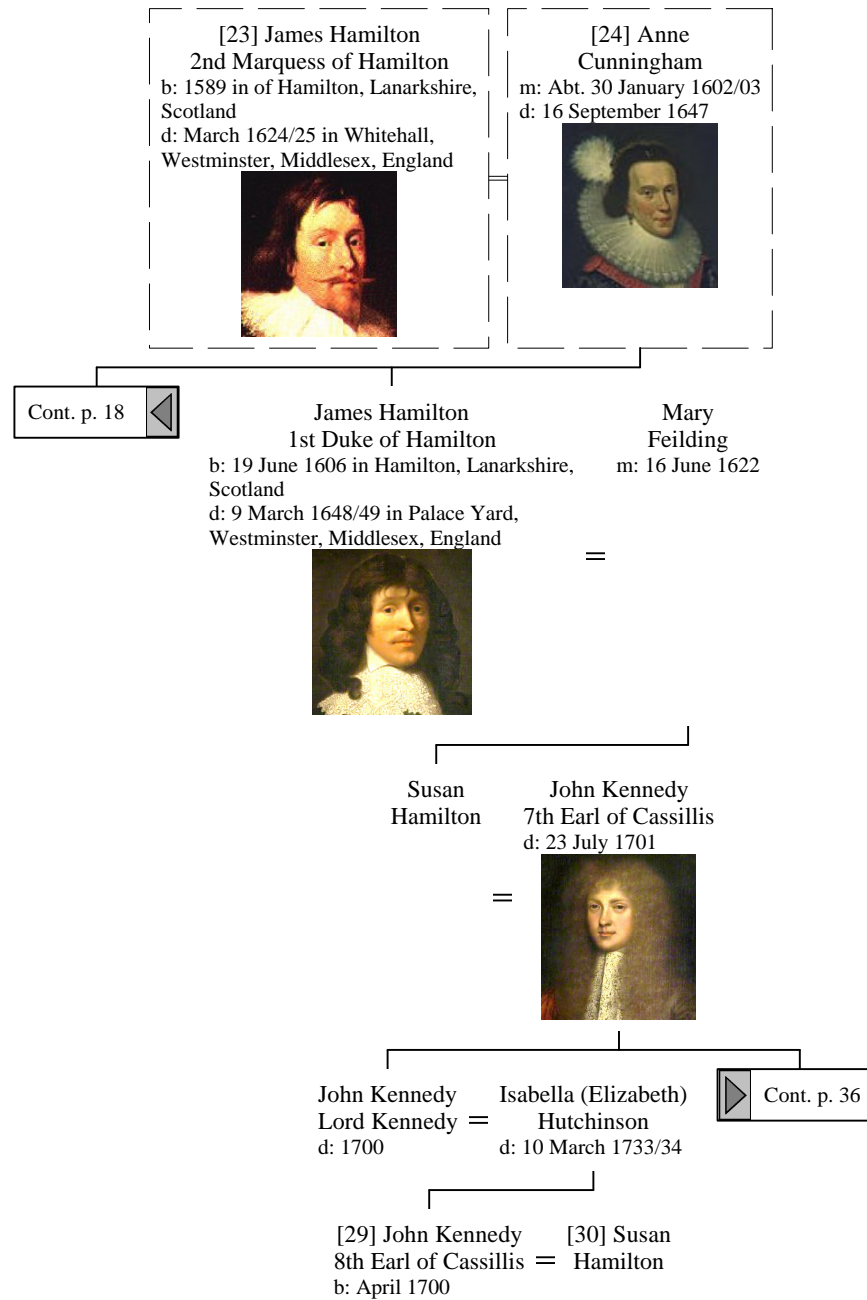 [23] James Hamilton
2nd Marquess of Hamilton
b: 1589 in of Hamilton, Lanarkshire,
Scotland
d: March 1624/25 in Whitehall,
Westminster, Middlesex, England
[24] Anne
Cunningham
m: Abt. 30 January 1602/03
d: 16 September 1647
=
Cont. p. 18
James Hamilton
1st Duke of Hamilton
b: 19 June 1606 in Hamilton, Lanarkshire,
Scotland
d: 9 March 1648/49 in Palace Yard,
Westminster, Middlesex, England
=
Mary
Feilding
m: 16 June 1622
Susan
Hamilton
=
John Kennedy
7th Earl of Cassillis
d: 23 July 1701
John Kennedy
Lord Kennedy
d: 1700
=
Isabella (Elizabeth)
Hutchinson
d: 10 March 1733/34
Cont. p. 36
[29] John Kennedy
8th Earl of Cassillis
b: April 1700
=
[30] Susan
Hamilton